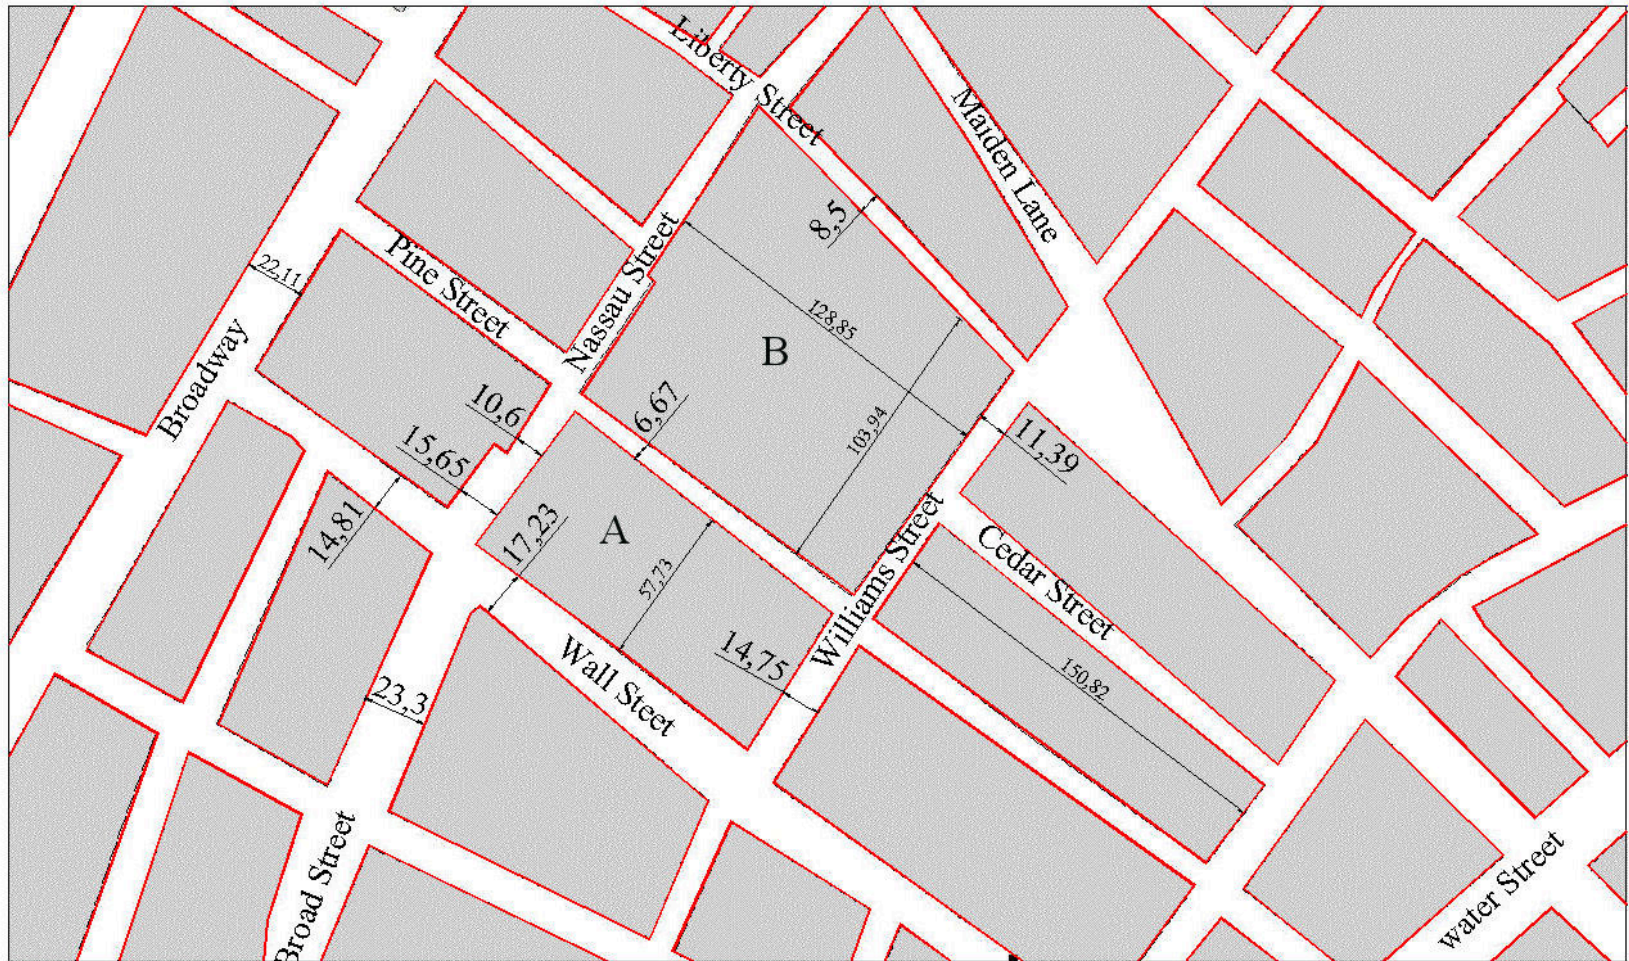 Liberty Street
Maiden Lane
8,5
Pine Street
Nassau Street
22,11
128,85
B
Broadway
10,6
6,67
103,94
15,65
11,39
14,81
17,23
A
57,73
Williams Street
Cedar Street
14,75
Wall Steet
150,82
23,3
Broad Street
water Street